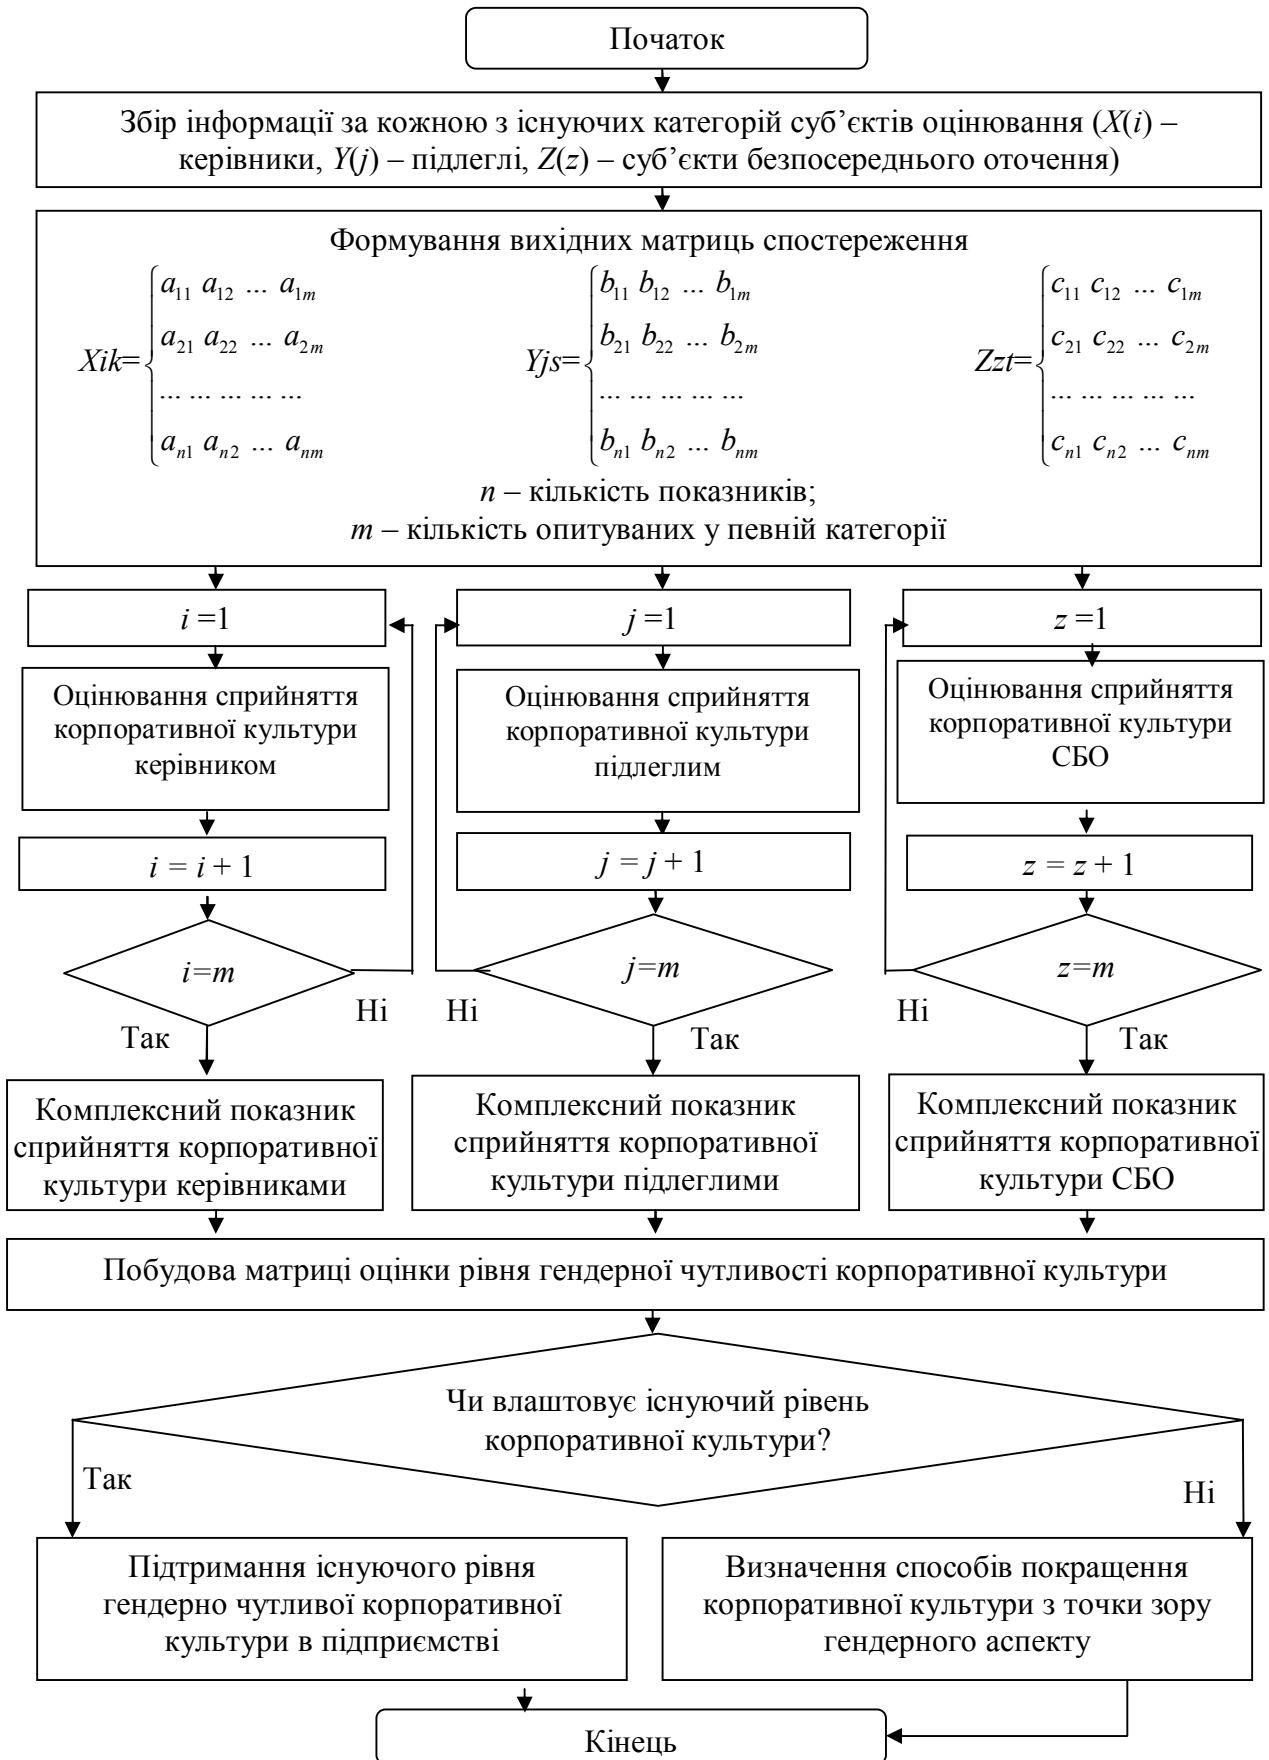 Початок
Збір інформації за кожною з існуючих категорій суб’єктів оцінювання (X(i) –
керівники, Y(j) – підлеглі, Z(z) – суб’єкти безпосереднього оточення)
Формування вихідних матриць спостереження
Xik=
a11 a12 ... a1m
a21 a22 ... a2m
... ... ... ... ...
an1 an2 ... anm
Yjs=
b11 b12 ... b1m
b21 b22 ... b2m
... ... ... ... ...
bn1 bn2 ... bnm
Zzt=
c11 c12 ... c1m
c21 c22 ... c2m
... ... ... ... ...
cn1 cn2 ... cnm
n – кількість показників;
m – кількість опитуваних у певній категорії
i =1
Оцінювання сприйняття
корпоративної культури
керівником
i = i + 1
i=m
Ні
Так
Комплексний показник
сприйняття корпоративної
культури керівниками
j =1
Оцінювання сприйняття
корпоративної культури
підлеглим
j = j + 1
j=m
Ні
Так
Комплексний показник
сприйняття корпоративної
культури підлеглими
z =1
Оцінювання сприйняття
корпоративної культури
СБО
z = z + 1
z=m
Ні
Так
Комплексний показник
сприйняття корпоративної
культури СБО
Побудова матриці оцінки рівня гендерної чутливості корпоративної культури
Чи влаштовує існуючий рівень
корпоративної культури?
Так
Ні
Підтримання існуючого рівня
гендерно чутливої корпоративної
культури в підприємстві
Визначення способів покращення
корпоративної культури з точки зору
гендерного аспекту
Кінець